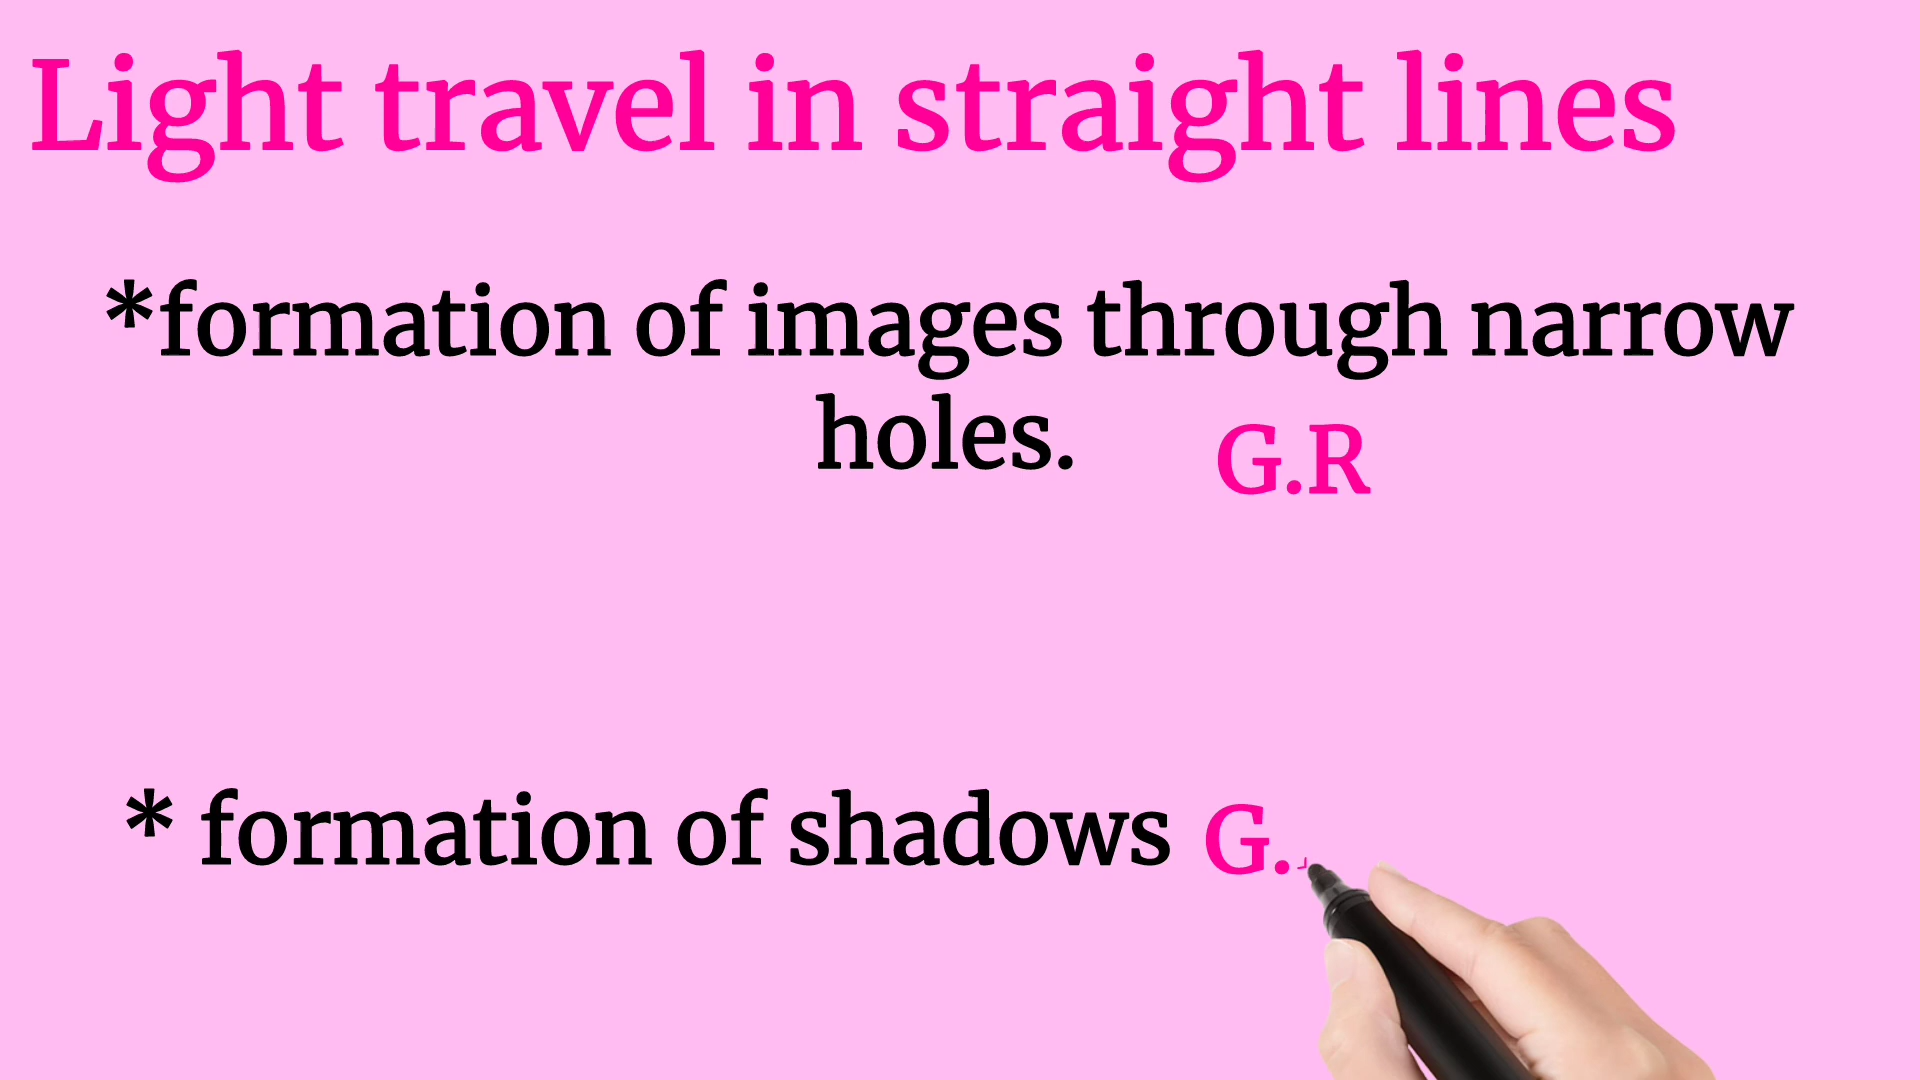 Light travel in straight lines
*formation of images through narrow
holes.
G.R
* formation of shadows G.